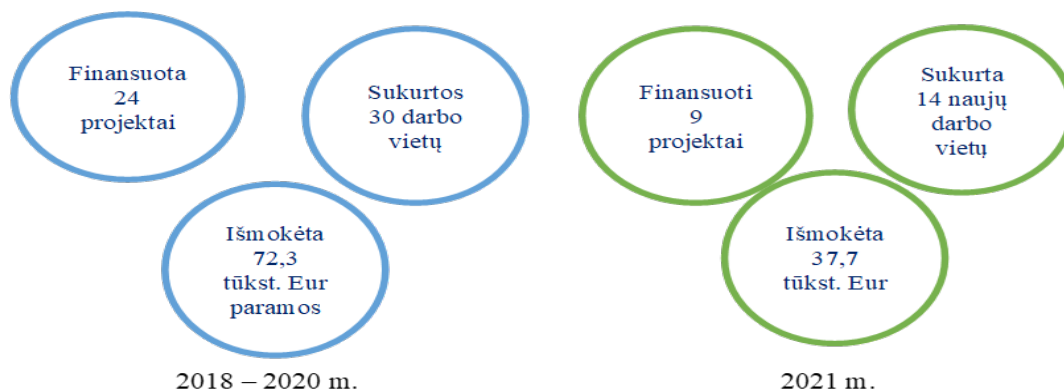 Finansuota
24
projektai
Sukurtos
30 darbo
vietų
Išmokėta
72,3
tūkst. Eur
paramos
2018 – 2020 m.
Finansuoti
9
projektai
Sukurta
14 naujų
darbo
vietų
Išmokėta
37,7
tūkst. Eur
2021 m.